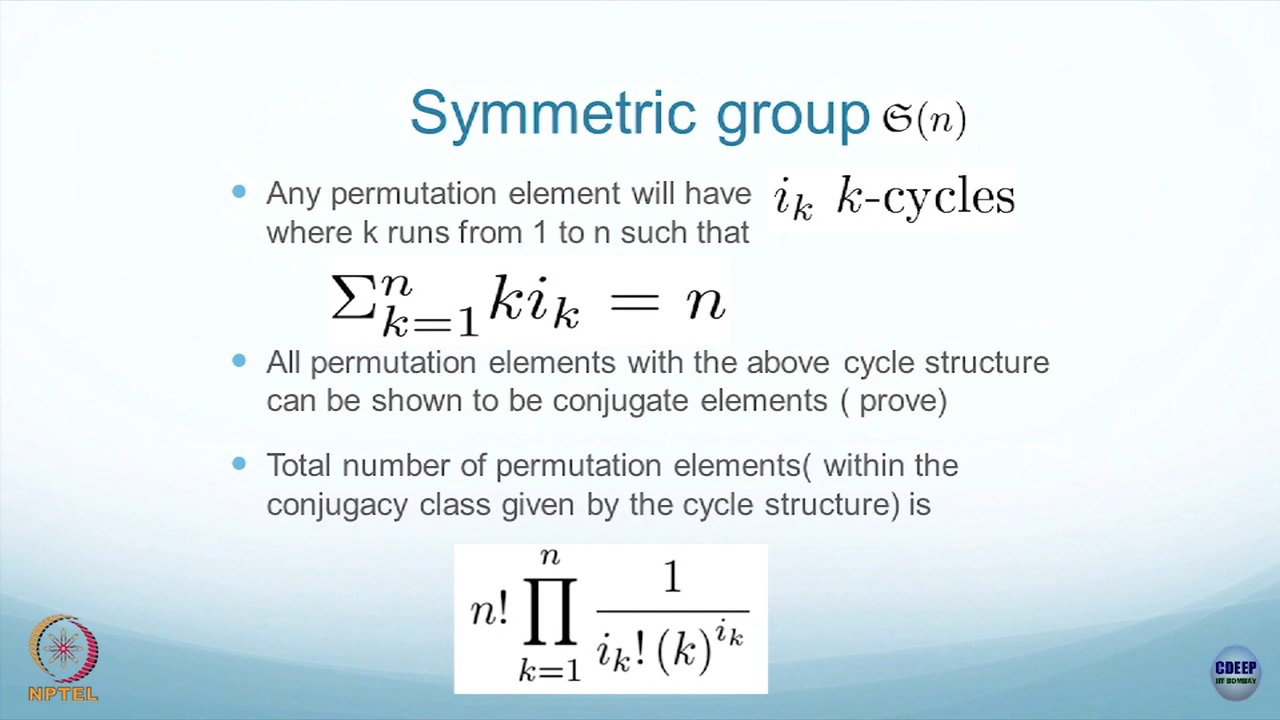 Symmetric group 𝔖(n)
• Any permutation element will have i_k k-cycles
where k runs from 1 to n such that
Σ_{k=1}^{n} k i_k = n
• All permutation elements with the above cycle structure
can be shown to be conjugate elements ( prove)
• Total number of permutation elements( within the
conjugacy class given by the cycle structure) is
n! ∏_{k=1}^{n} 1 / (i_k! (k)^{i_k})
NPTEL
CDEEP
IIT BOMBAY